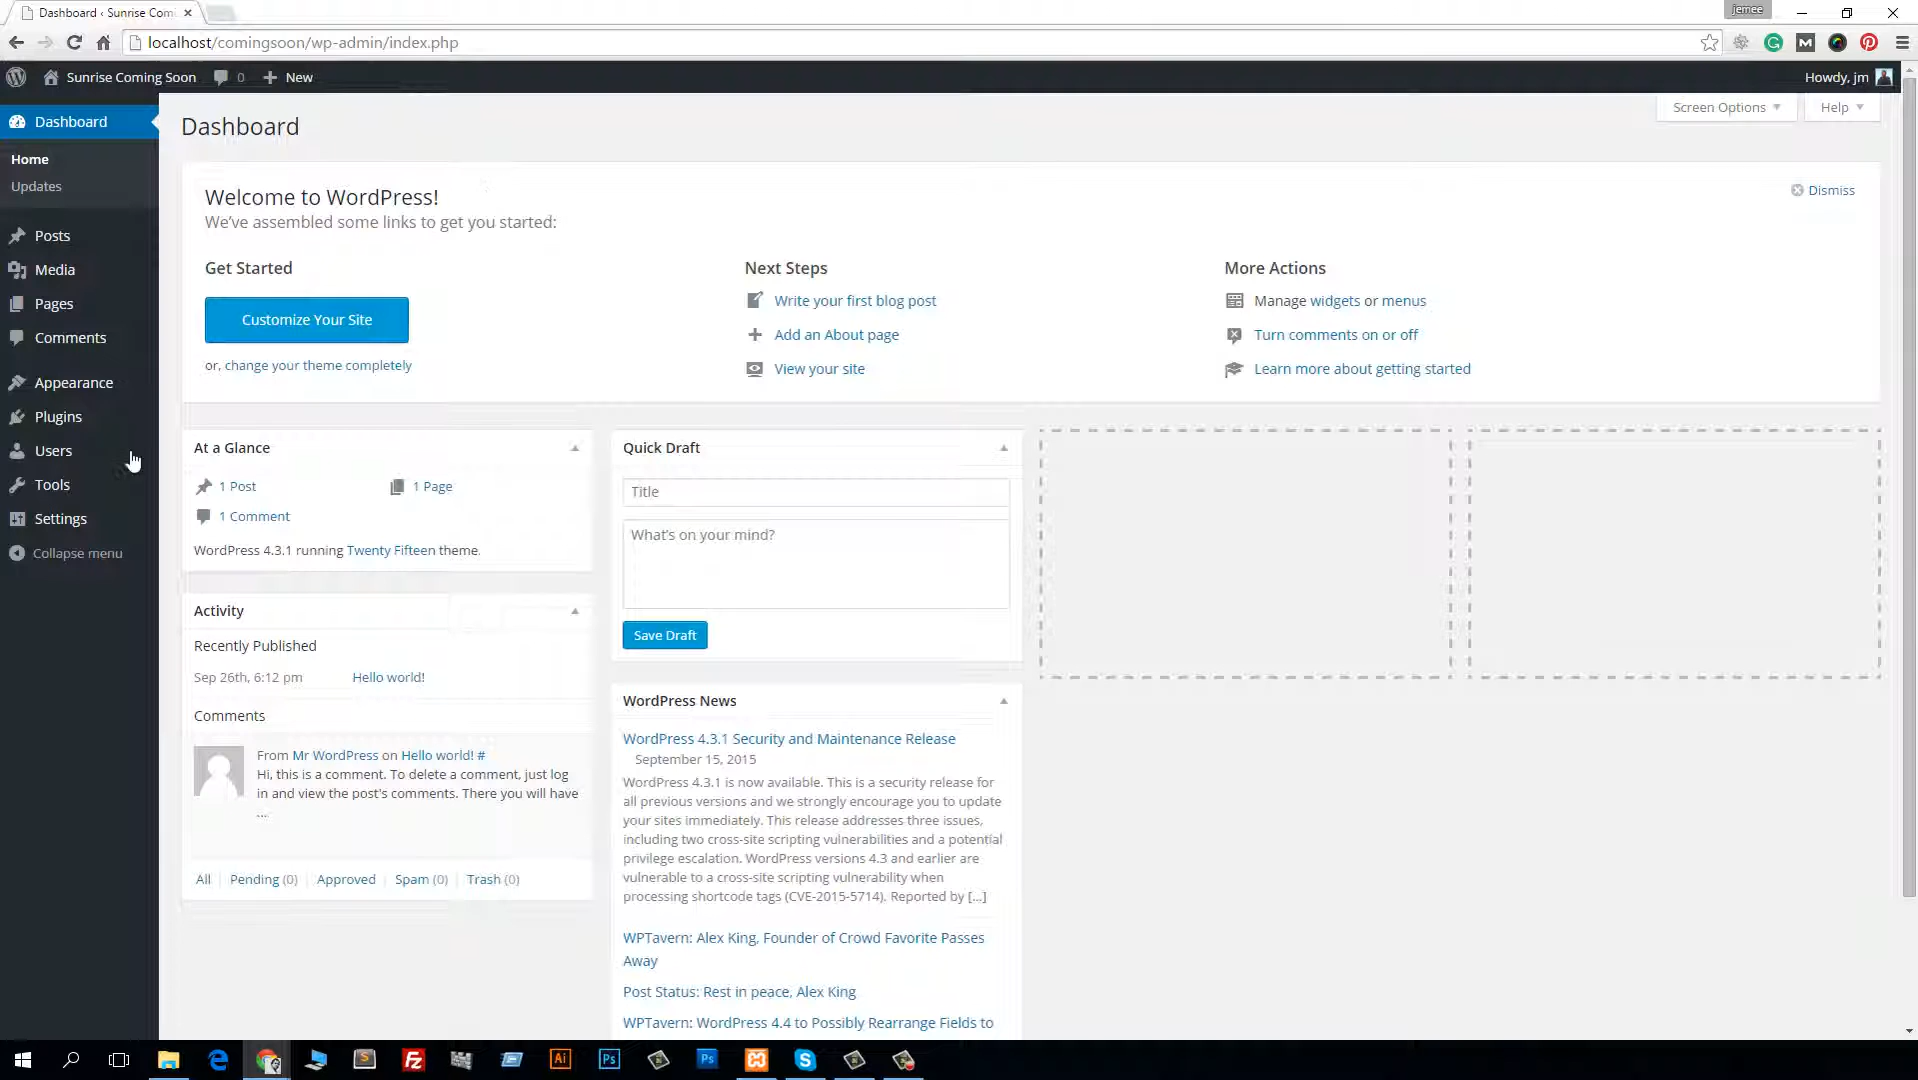 Dashboard ‹ Sunrise Com
jemee
localhost/comingsoon/wp-admin/index.php
Sunrise Coming Soon 0 New
Howdy, jm
Dashboard
Home
Updates
Posts
Media
Pages
Comments
Appearance
Plugins
Users
Tools
Settings
Collapse menu
Dashboard
Screen Options
Help
Welcome to WordPress!
We've assembled some links to get you started:
Dismiss
Get Started
Customize Your Site
or, change your theme completely
Next Steps
Write your first blog post
Add an About page
View your site
More Actions
Manage widgets or menus
Turn comments on or off
Learn more about getting started
At a Glance
1 Post
1 Page
1 Comment
WordPress 4.3.1 running Twenty Fifteen theme.
Activity
Recently Published
Sep 26th, 6:12 pm Hello world!
Comments
From Mr WordPress on Hello world! #
Hi, this is a comment. To delete a comment, just log
in and view the post's comments. There you will have
...
All | Pending (0) | Approved | Spam (0) | Trash (0)
Quick Draft
Title
What's on your mind?
Save Draft
WordPress News
WordPress 4.3.1 Security and Maintenance Release
September 15, 2015
WordPress 4.3.1 is now available. This is a security release for
all previous versions and we strongly encourage you to update
your sites immediately. This release addresses three issues,
including two cross-site scripting vulnerabilities and a potential
privilege escalation. WordPress versions 4.3 and earlier are
vulnerable to a cross-site scripting vulnerability when
processing shortcode tags (CVE-2015-5714). Reported by [...]
WPTavern: Alex King, Founder of Crowd Favorite Passes
Away
Post Status: Rest in peace, Alex King
WPTavern: WordPress 4.4 to Possibly Rearrange Fields to